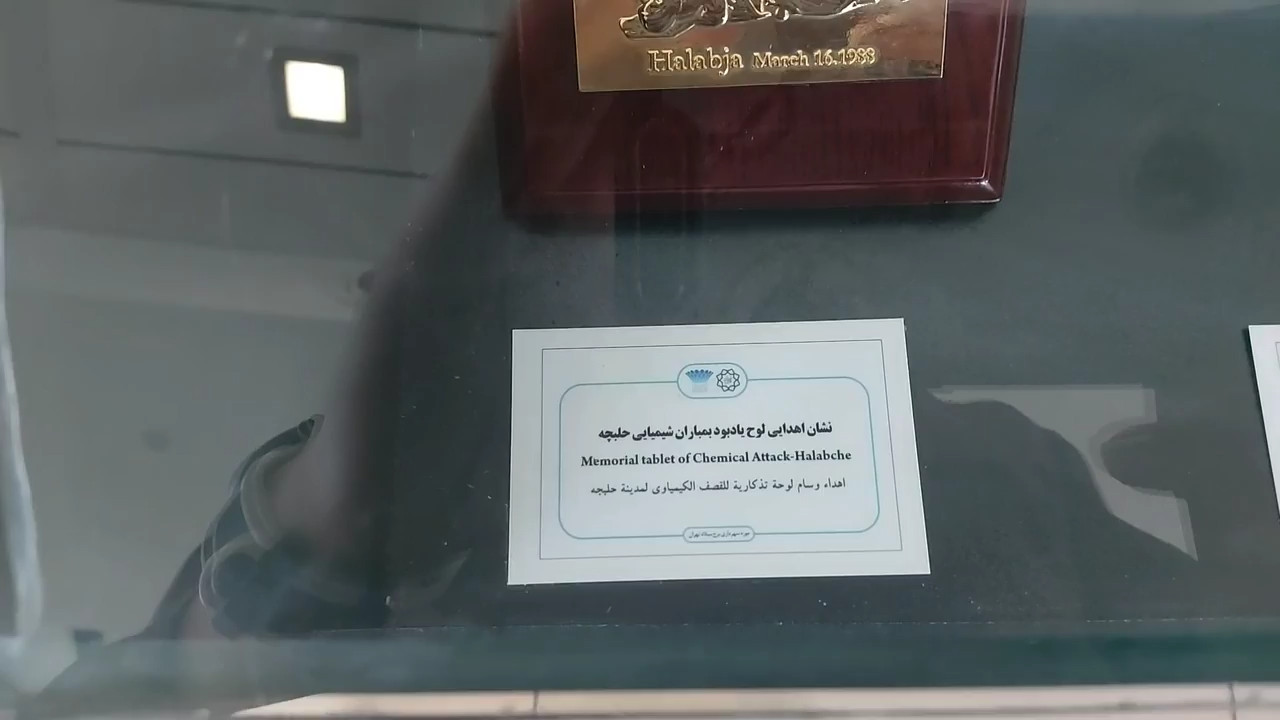 Halabja March 16.1988
نشان اهدایی لوح یادبود بمباران شیمیایی حلبچه
Memorial tablet of Chemical Attack-Halabche
اهداء وسام لوحة تذكارية للقصف الكيمياوى لمدينة حلبجه